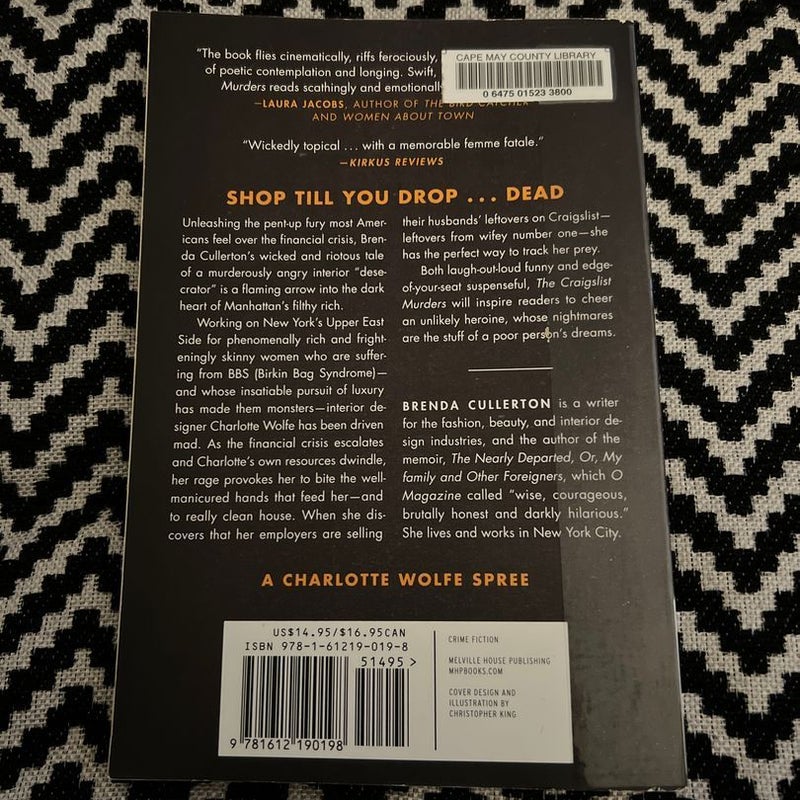 "The book flies cinematically, riffs ferociously,
of poetic contemplation and longing. Swift,
Murders reads scathingly and emotionally
—LAURA JACOBS, AUTHOR OF THE BIRD CATCHER
AND WOMEN ABOUT TOWN
CAPE MAY COUNTY LIBRARY
0 6475 01523 3800
"Wickedly topical ... with a memorable femme fatale."
—KIRKUS REVIEWS
SHOP TILL YOU DROP ... DEAD
Unleashing the pent-up fury most Amer-
icans feel over the financial crisis, Bren-
da Cullerton's wicked and riotous tale
of a murderously angry interior "dese-
crator" is a flaming arrow into the dark
heart of Manhattan's filthy rich.
Working on New York's Upper East
Side for phenomenally rich and fright-
eningly skinny women who are suffer-
ing from BBS (Birkin Bag Syndrome)—
and whose insatiable pursuit of luxury
has made them monsters—interior de-
signer Charlotte Wolfe has been driven
mad. As the financial crisis escalates
and Charlotte's own resources dwindle,
her rage provokes her to bite the well-
manicured hands that feed her—and
to really clean house. When she dis-
covers that her employers are selling
their husbands' leftovers on Craigslist—
leftovers from wifey number one—she
has the perfect way to track her prey.
Both laugh-out-loud funny and edge-
of-your-seat suspenseful, The Craigslist
Murders will inspire readers to cheer
an unlikely heroine, whose nightmares
are the stuff of a poor person's dreams.
BRENDA CULLERTON is a writer
for the fashion, beauty, and interior de-
sign industries, and the author of the
memoir, The Nearly Departed, Or, My
family and Other Foreigners, which O
Magazine called "wise, courageous,
brutally honest and darkly hilarious."
She lives and works in New York City.
A CHARLOTTE WOLFE SPREE
US$14.95/$16.95CAN
ISBN 978-1-61219-019-8
51495 >
9 781612 190198
CRIME FICTION
MELVILLE HOUSE PUBLISHING
MHPBOOKS.COM
COVER DESIGN AND
ILLUSTRATION BY
CHRISTOPHER KING